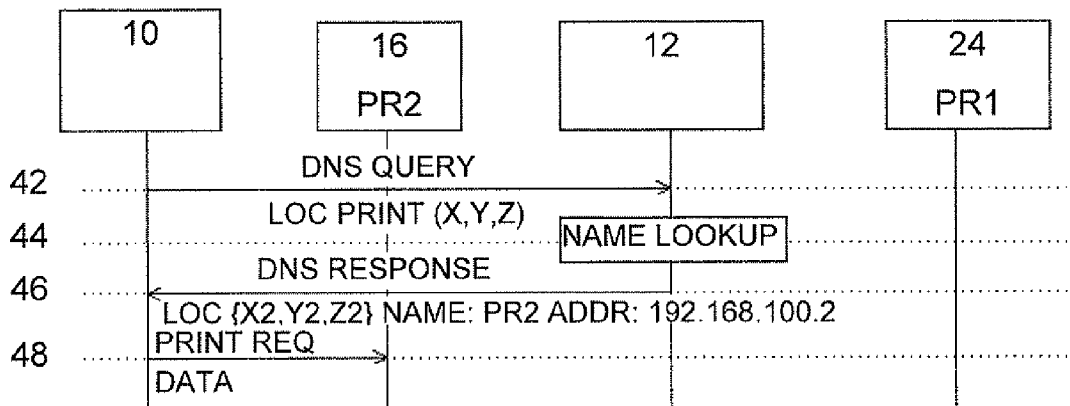 10
16
PR2
12
24
PR1
42
DNS QUERY
LOC PRINT (X,Y,Z)
44
NAME LOOKUP
DNS RESPONSE
46
LOC {X2,Y2,Z2} NAME: PR2 ADDR: 192.168.100.2
PRINT REQ
48
DATA